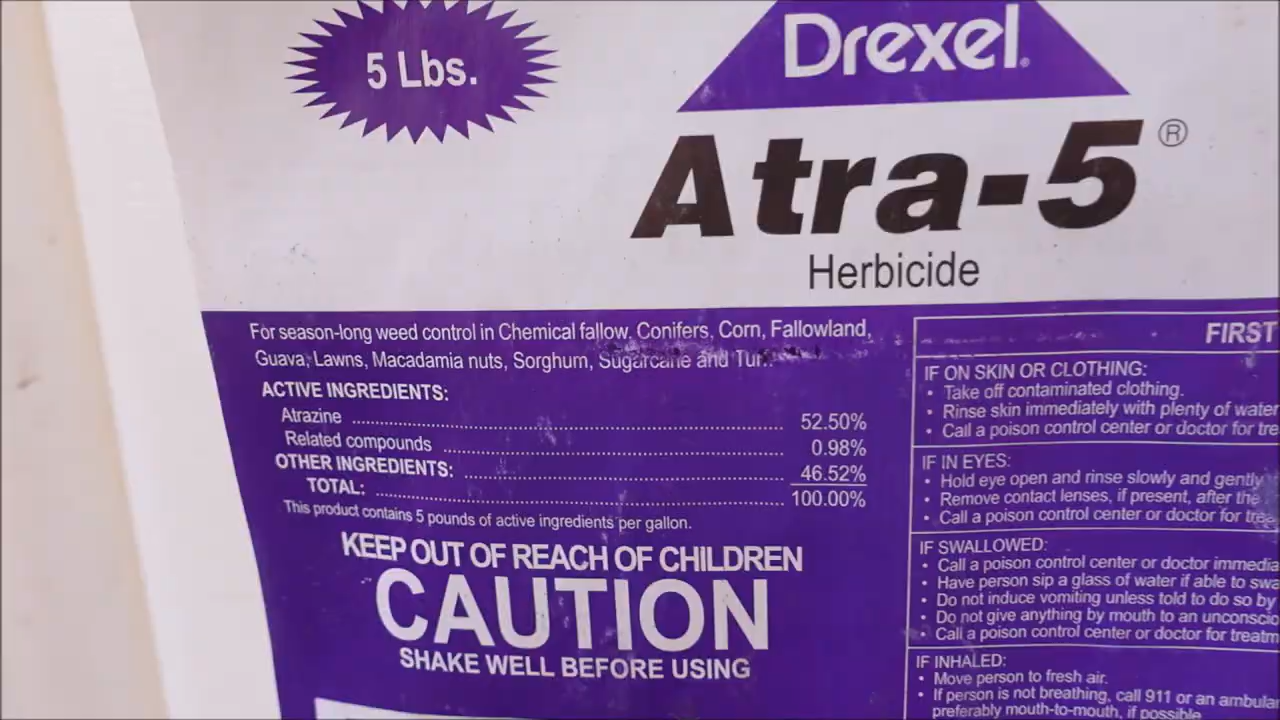 5 Lbs.
Drexel®
Atra-5®
Herbicide
For season-long weed control in Chemical fallow, Conifers, Corn, Fallowland,
Guava, Lawns, Macadamia nuts, Sorghum, Sugarcane and
ACTIVE INGREDIENTS:
Atrazine ........ 52.50%
Related compounds ........ 0.98%
OTHER INGREDIENTS: ........ 46.52%
TOTAL: ........ 100.00%
This product contains 5 pounds of active ingredients per gallon.
KEEP OUT OF REACH OF CHILDREN
CAUTION
SHAKE WELL BEFORE USING
FIRST
IF ON SKIN OR CLOTHING:
• Take off contaminated clothing.
• Rinse skin immediately with plenty of water
• Call a poison control center or doctor for
IF IN EYES:
• Hold eye open and rinse slowly and gently
• Remove contact lenses, if present, after the
• Call a poison control center or doctor for
IF SWALLOWED:
• Call a poison control center or doctor
• Have person sip a glass of water if able to
• Do not induce vomiting unless told to do so by
• Do not give anything by mouth to an
• Call a poison control center or doctor for
IF INHALED:
• Move person to fresh air.
• If person is not breathing, call 911 or an
preferably mouth-to-mouth, if possible